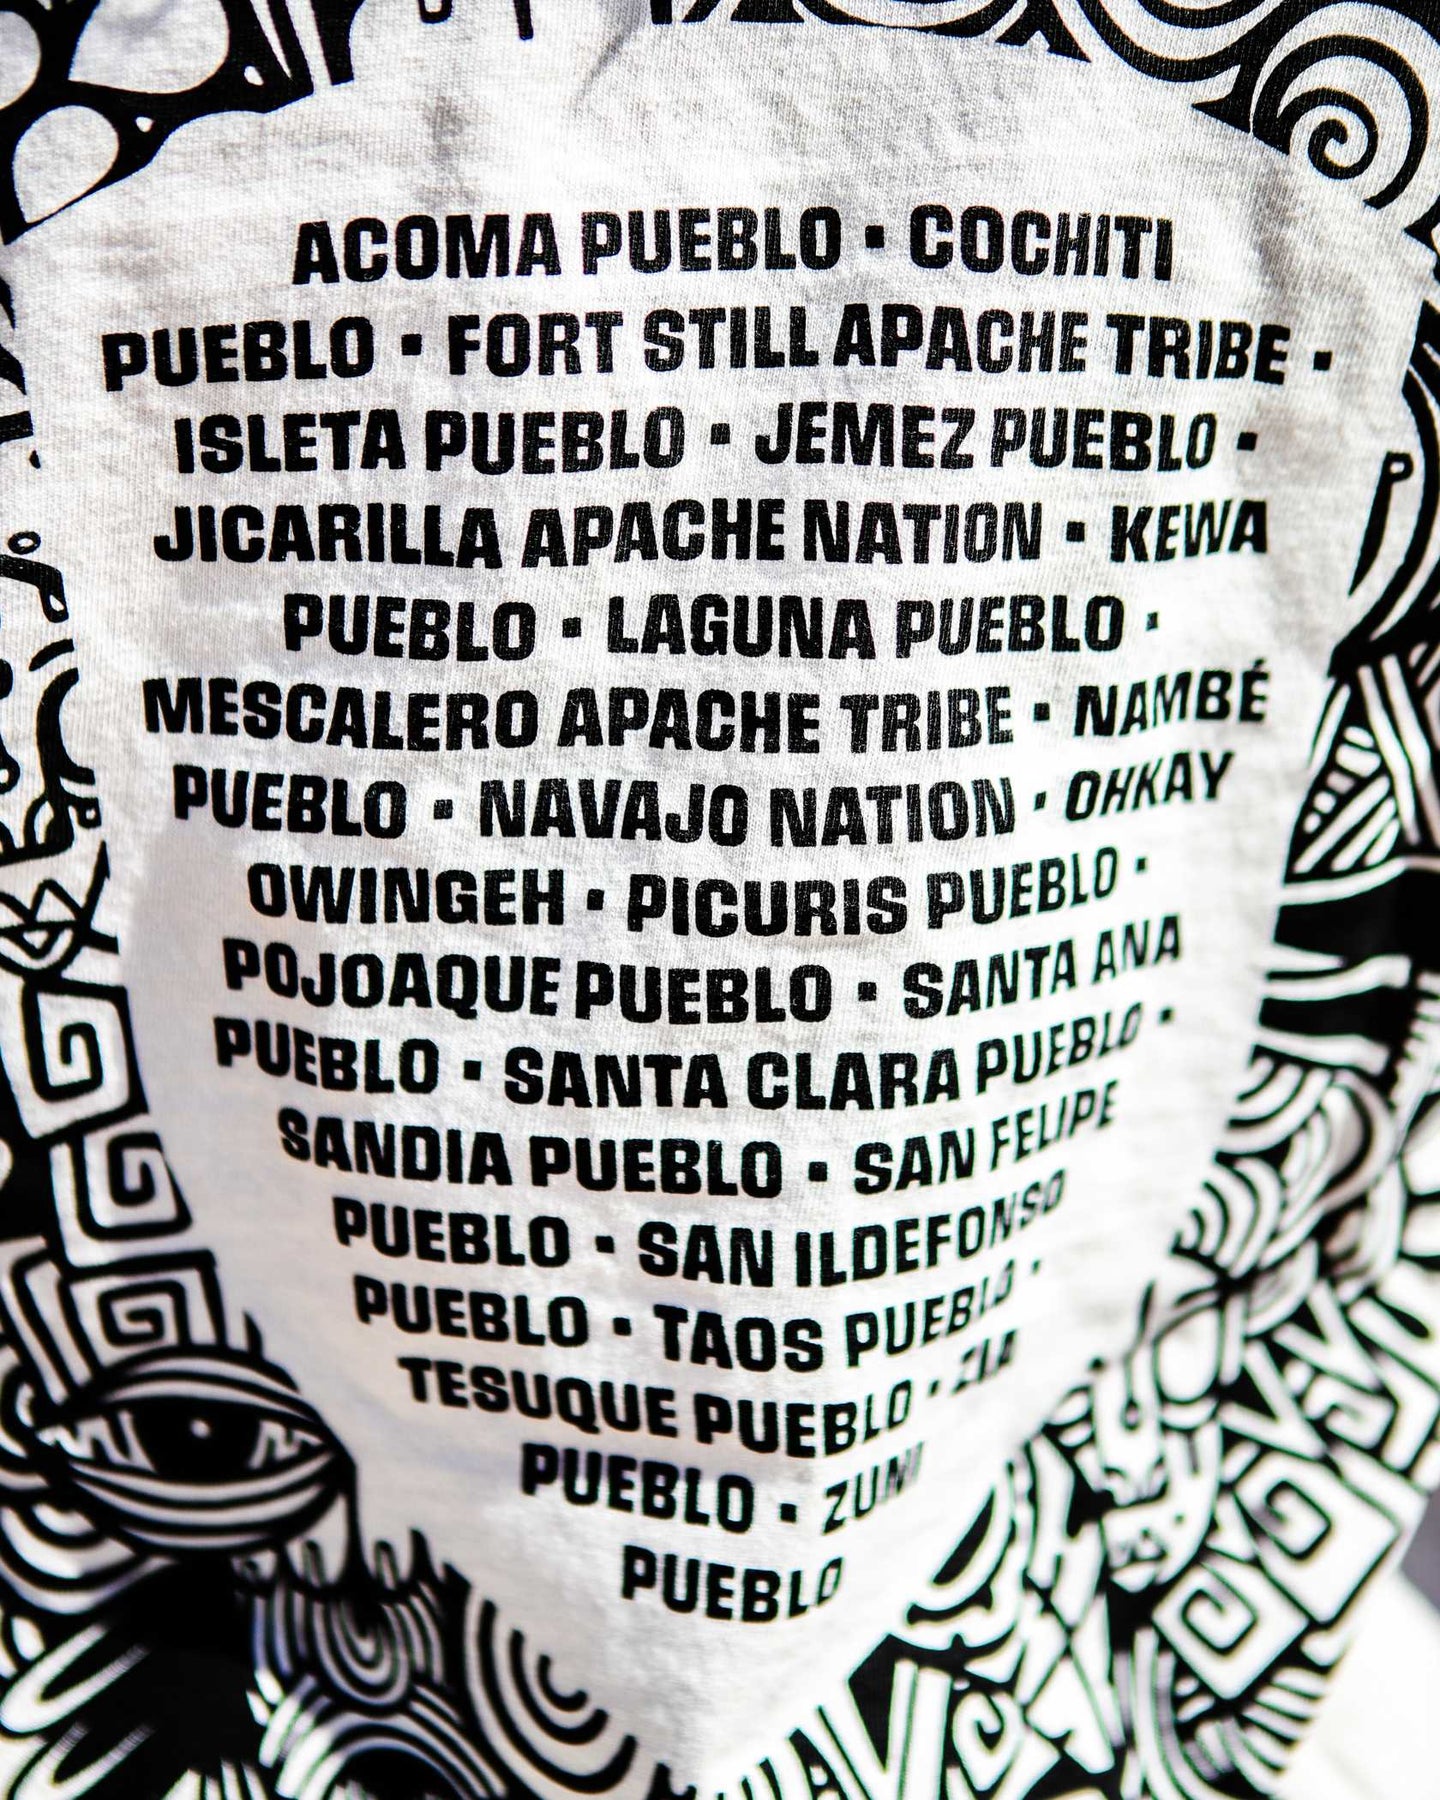 ACOMA PUEBLO · COCHITI
PUEBLO · FORT STILL APACHE TRIBE ·
ISLETA PUEBLO · JEMEZ PUEBLO ·
JICARILLA APACHE NATION · KEWA
PUEBLO · LAGUNA PUEBLO ·
MESCALERO APACHE TRIBE · NAMBÉ
PUEBLO · NAVAJO NATION · OHKAY
OWINGEH · PICURIS PUEBLO ·
POJOAQUE PUEBLO · SANTA ANA
PUEBLO · SANTA CLARA PUEBLO ·
SANDIA PUEBLO · SAN FELIPE
PUEBLO · SAN ILDEFONSO
PUEBLO · TAOS PUEBLO ·
TESUQUE PUEBLO · ZIA
PUEBLO · ZUNI
PUEBLO